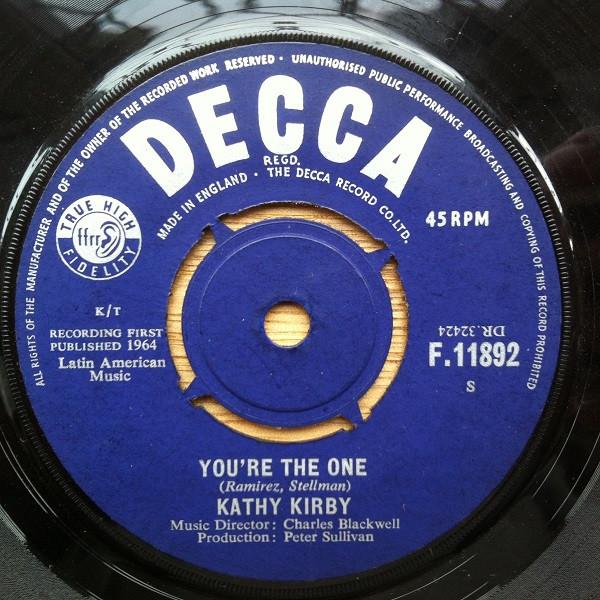 ALL RIGHTS OF THE MANUFACTURER AND OF THE OWNER OF THE RECORDED WORK RESERVED · UNAUTHORISED PUBLIC PERFORMANCE BROADCASTING AND COPYING OF THIS RECORD PROHIBITED
DECCA
REGD.
MADE IN ENGLAND · THE DECCA RECORD CO. LTD.
TRUE HIGH
ffrr
FIDELITY
45 RPM
K/T
RECORDING FIRST
PUBLISHED 1964
Latin American
Music
DR.32424
F.11892
S
YOU'RE THE ONE
(Ramirez, Stellman)
KATHY KIRBY
Music Director: Charles Blackwell
Production: Peter Sullivan